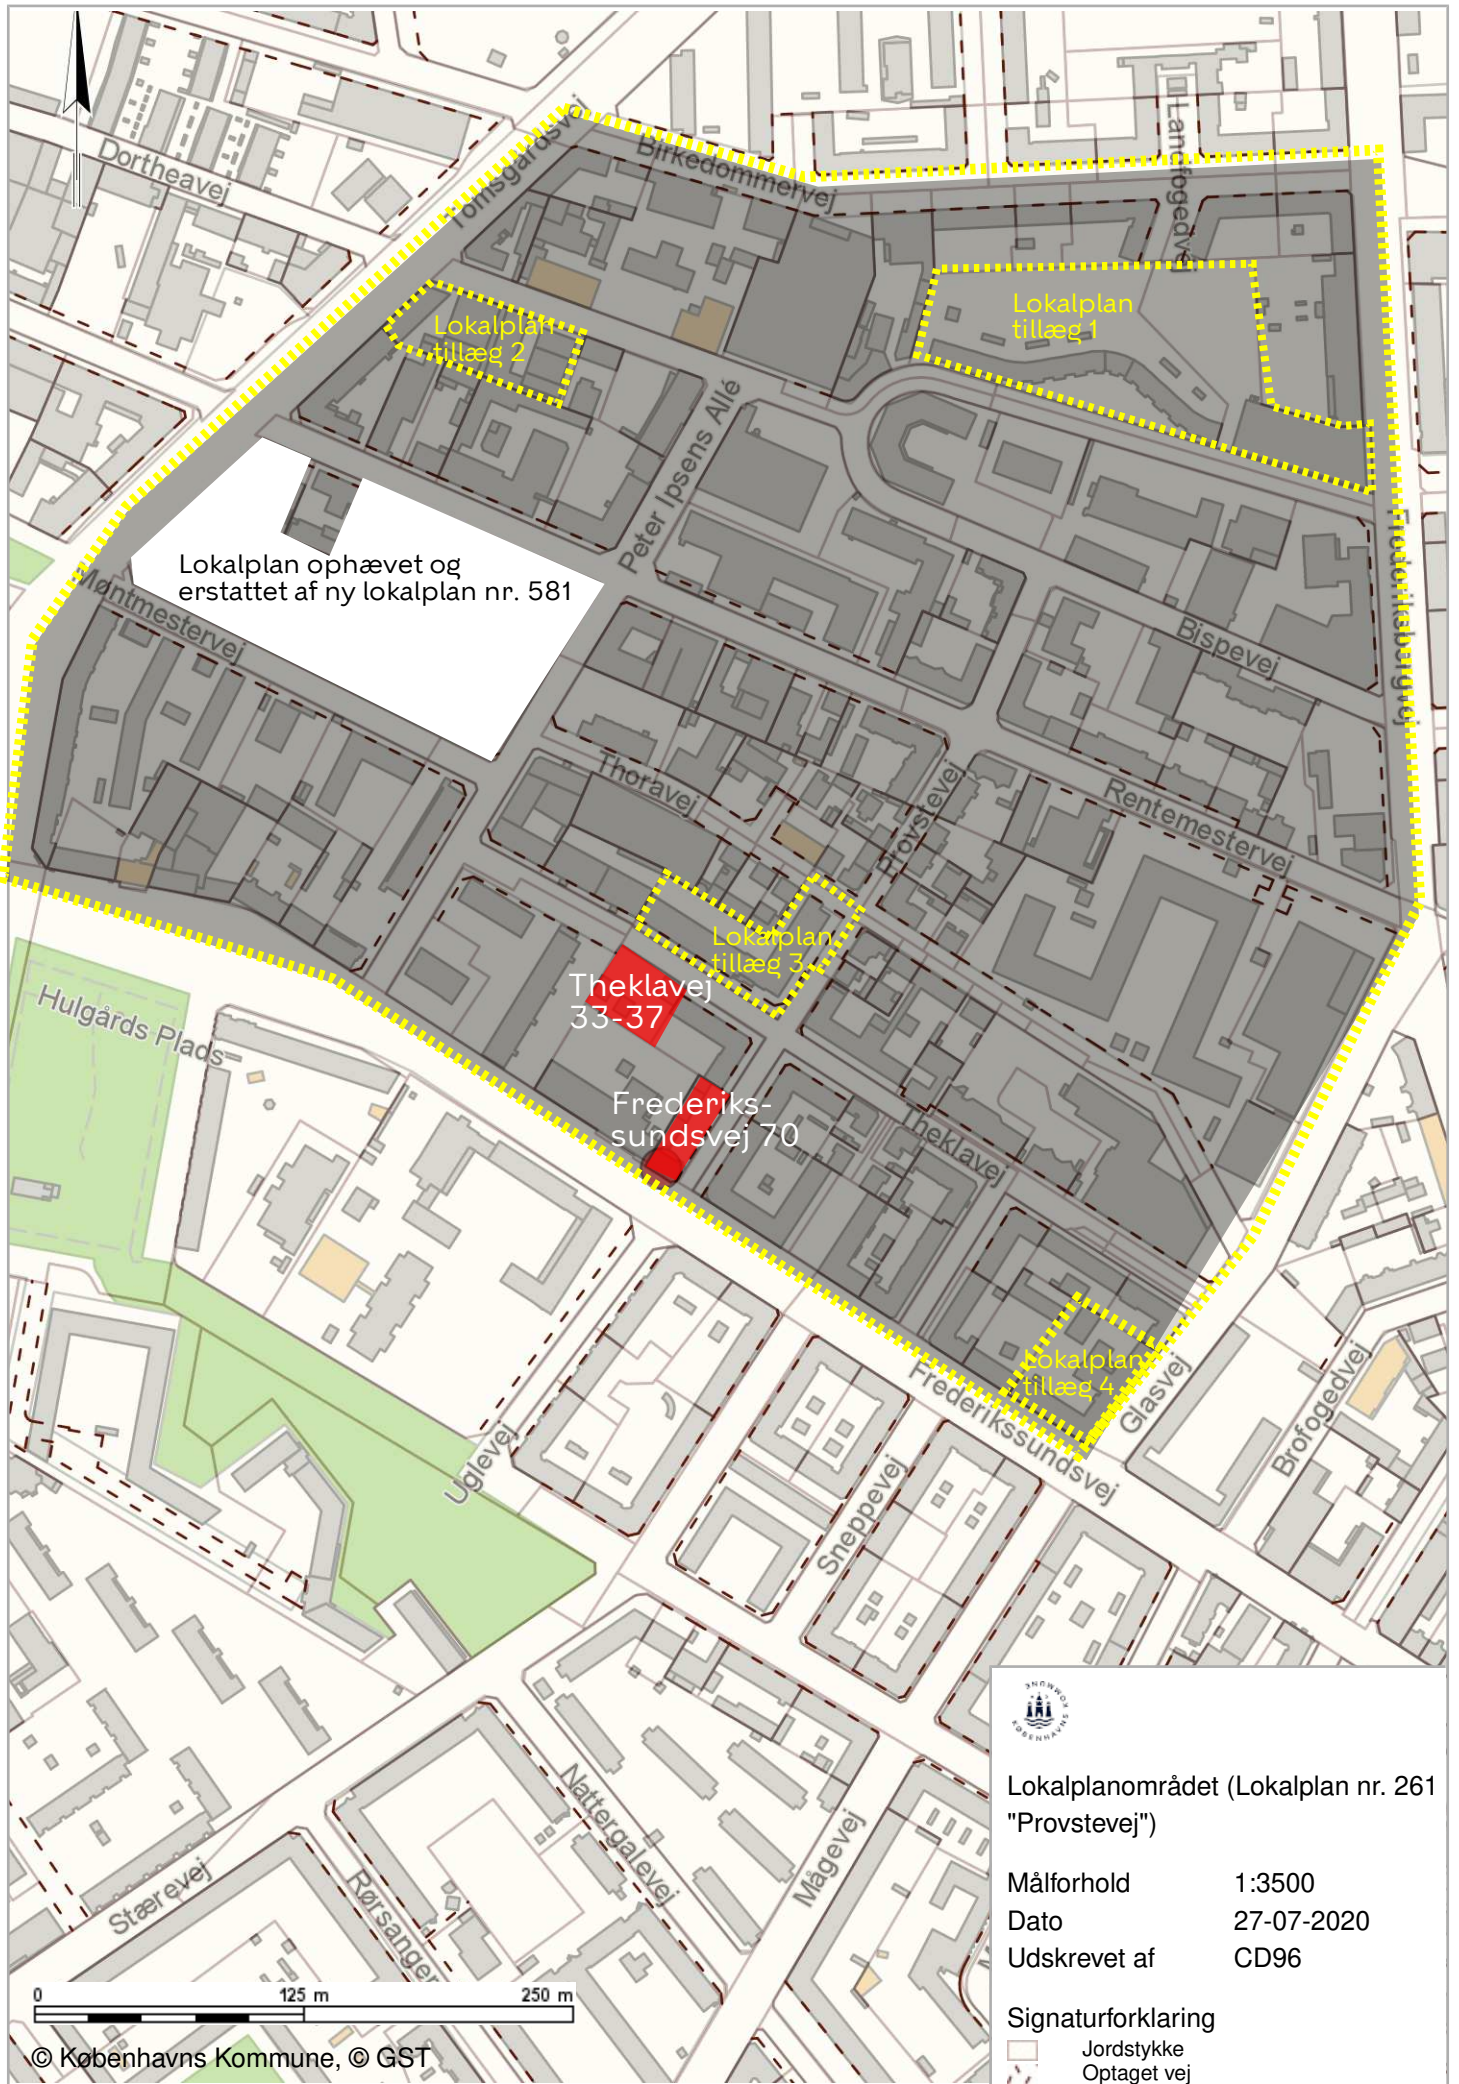 Tomsgårdsvej
Birkedommervej
Landfogedvej
Dortheavej
Lokalplan
tillæg 1
Lokalplan
tillæg 2
Peter Ipsens Allé
Frederiksborgvej
Lokalplan ophævet og
erstattet af ny lokalplan nr. 581
Møntmestervej
Bispevej
Thoravej
Provstevej
Rentemestervej
Lokalplan
tillæg 3
Theklavej
33-37
Hulgårds Plads
Frederiks-
sundsvej 70
Theklavej
Lokalplan
tillæg 4
Glasvej
Frederikssundsvej
Brofogedvej
Uglevej
Sneppevej
KØBENHAVNS KOMMUNE
Lokalplanområdet (Lokalplan nr. 261
"Provstevej")
Nattergalevej
Mågevej
Stærevej
Rørsanger
Målforhold 1:3500
Dato 27-07-2020
Udskrevet af CD96
0 125 m 250 m
Signaturforklaring
Jordstykke
Optaget vej
© Københavns Kommune, © GST